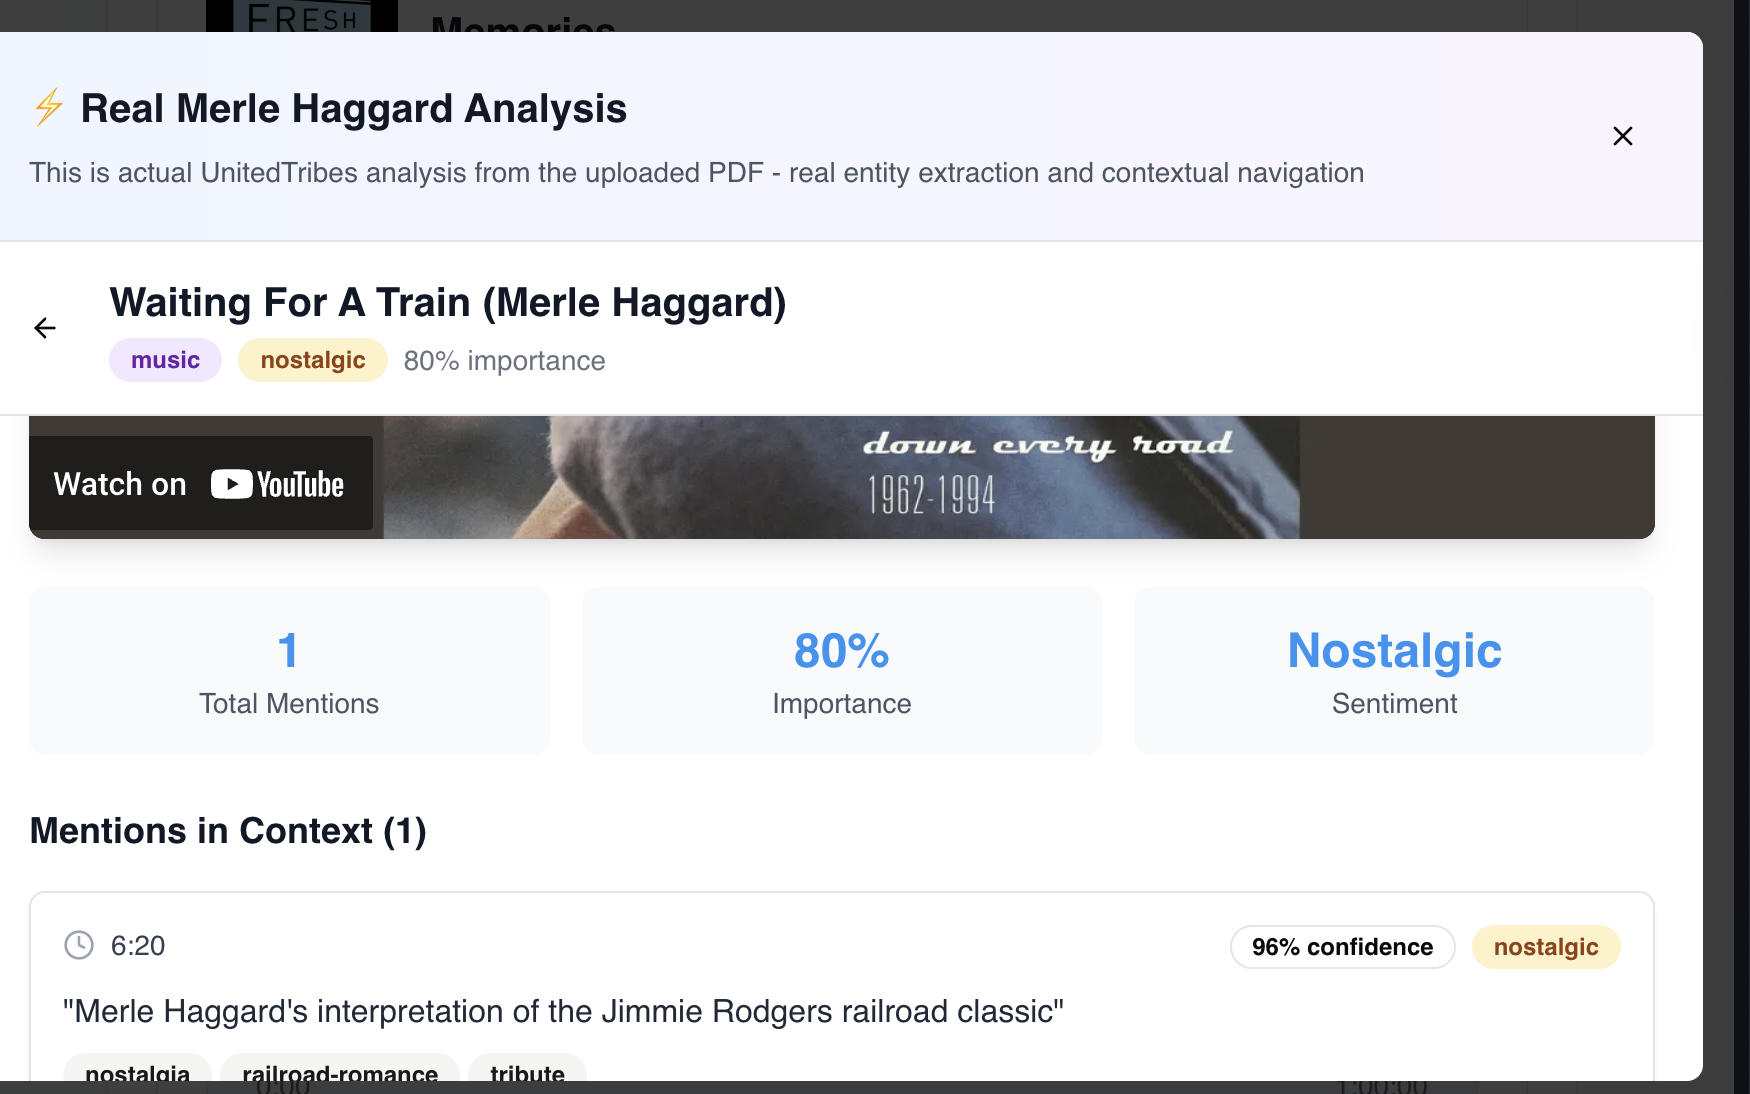 FRESH
Memories
⚡ Real Merle Haggard Analysis
This is actual UnitedTribes analysis from the uploaded PDF - real entity extraction and contextual navigation
Waiting For A Train (Merle Haggard)
music nostalgic 80% importance
down every road
1962-1994
Watch on YouTube
1 80% Nostalgic
Total Mentions Importance Sentiment
Mentions in Context (1)
6:20 96% confidence nostalgic
"Merle Haggard's interpretation of the Jimmie Rodgers railroad classic"
nostalgia railroad-romance tribute
0:00 1:00:00